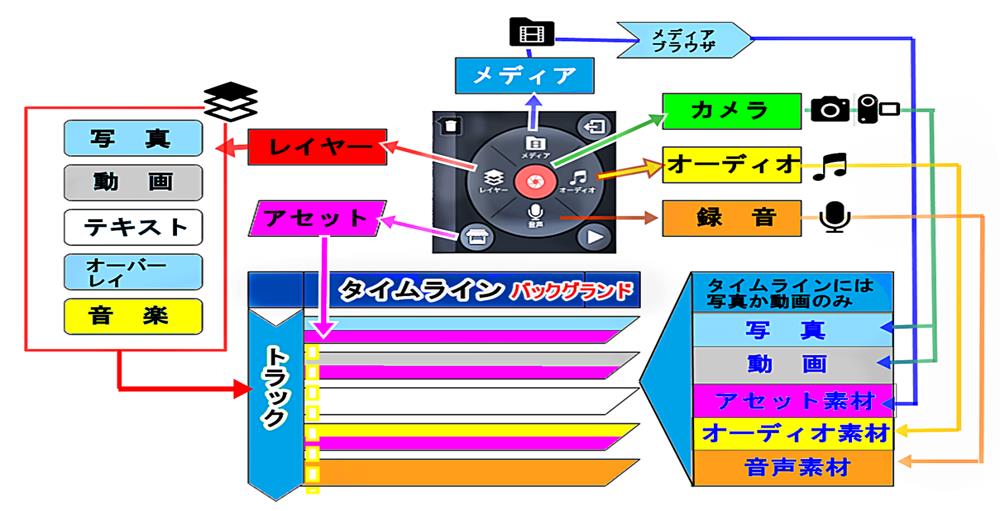 メディア
ブラウザ
メディア
写 真
動 画
テキスト
オーバー
レイ
音 楽
レイヤー
アセット
メディア
レイヤー
オーディオ
音声
カメラ
オーディオ
録 音
タイムライン バックグランド
トラック
タイムラインには
写真か動画のみ
写 真
動 画
アセット素材
オーディオ素材
音声素材